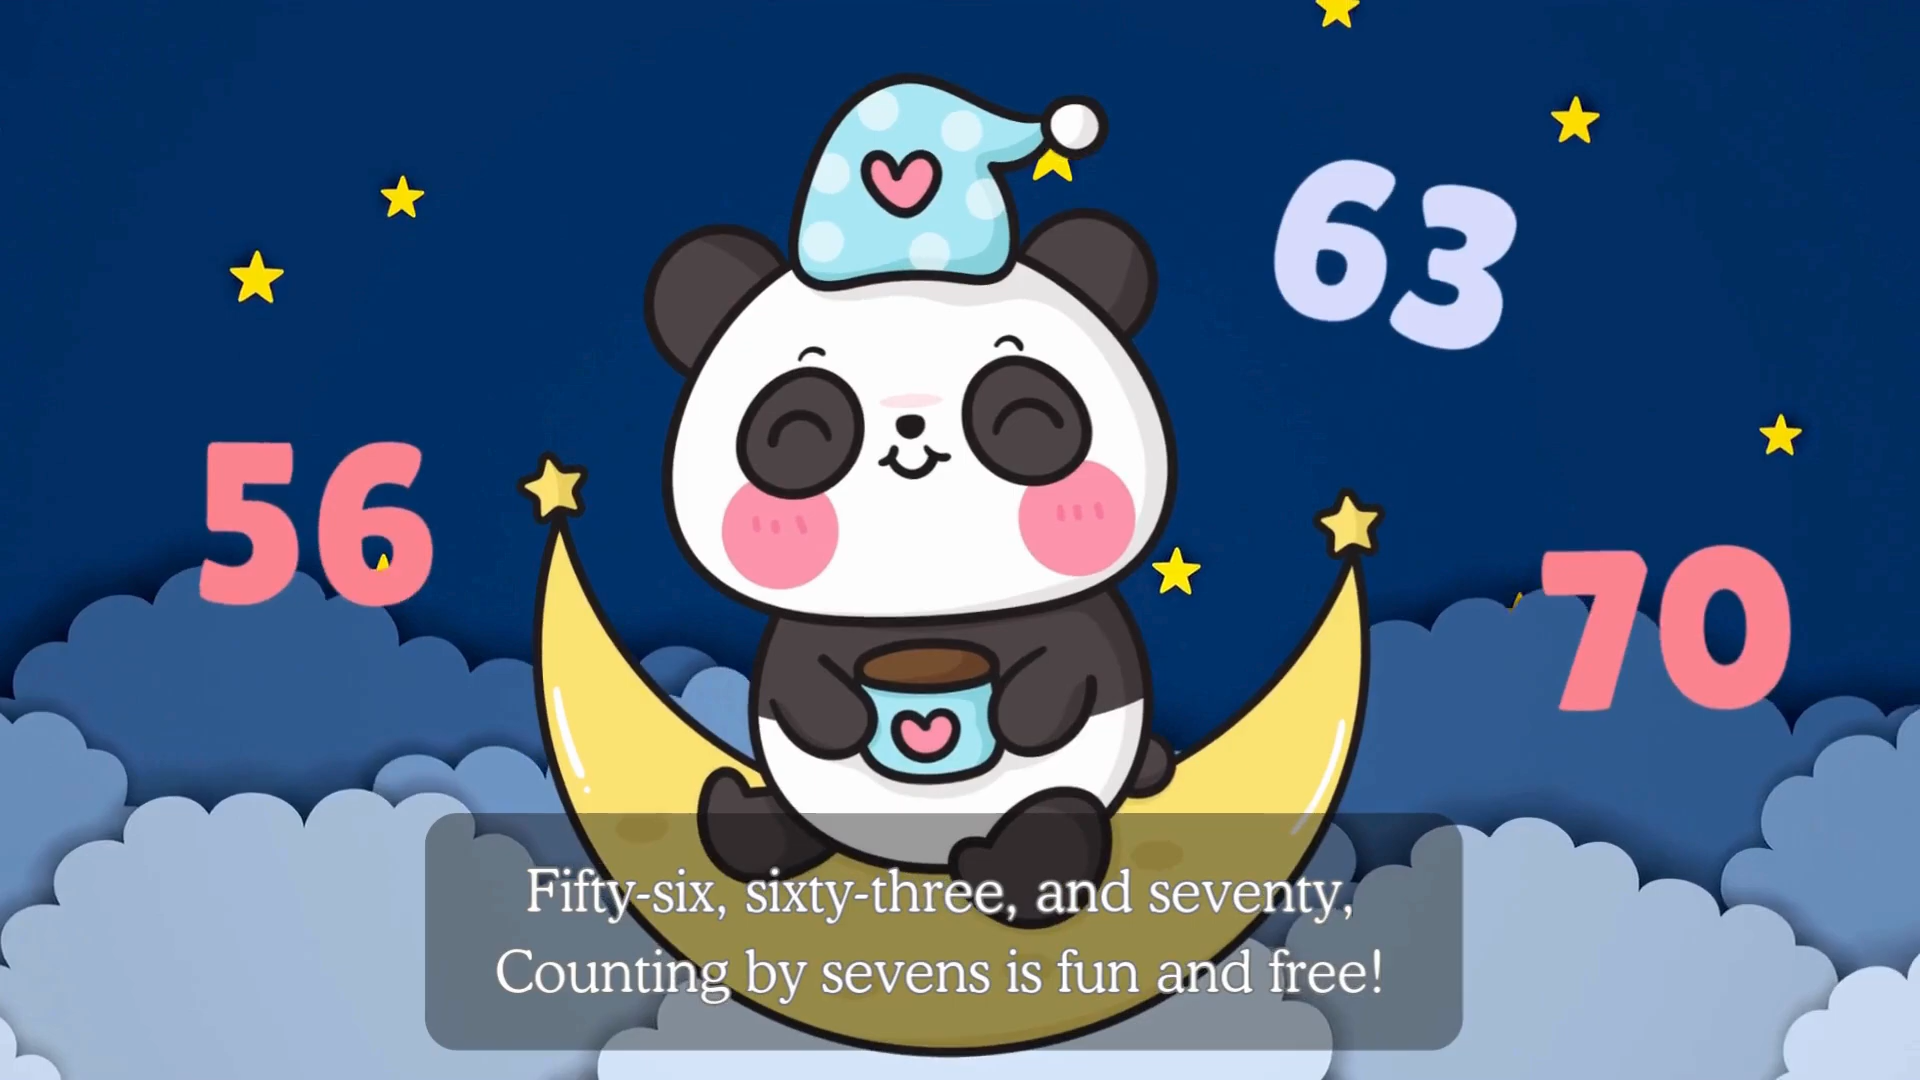 63
56
70
Fifty-six, sixty-three, and seventy,
Counting by sevens is fun and free!